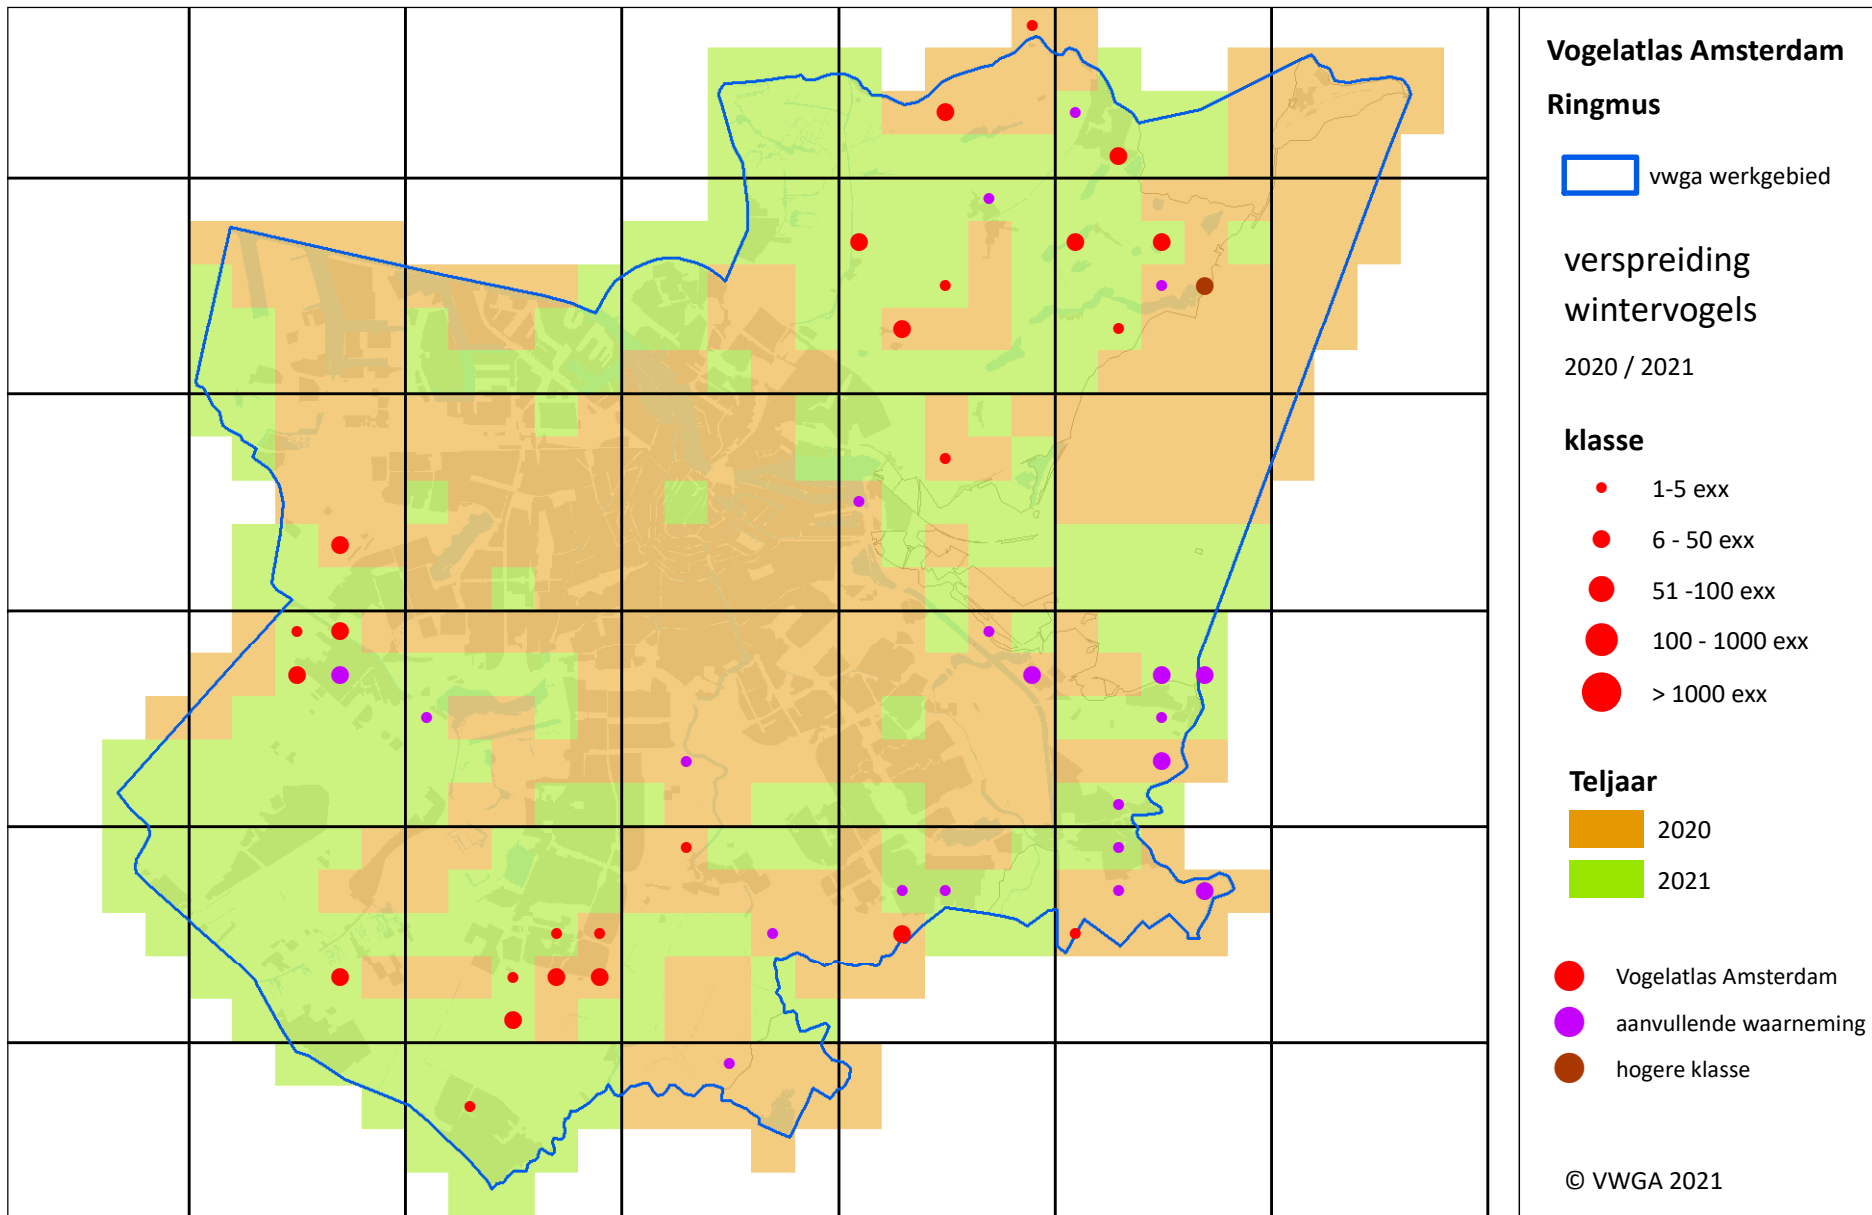 Vogelatlas Amsterdam
Ringmus
vwga werkgebied
verspreiding
wintervogels
2020 / 2021
klasse
1-5 exx
6 - 50 exx
51 -100 exx
100 - 1000 exx
> 1000 exx
Teljaar
2020
2021
Vogelatlas Amsterdam
aanvullende waarneming
hogere klasse
© VWGA 2021